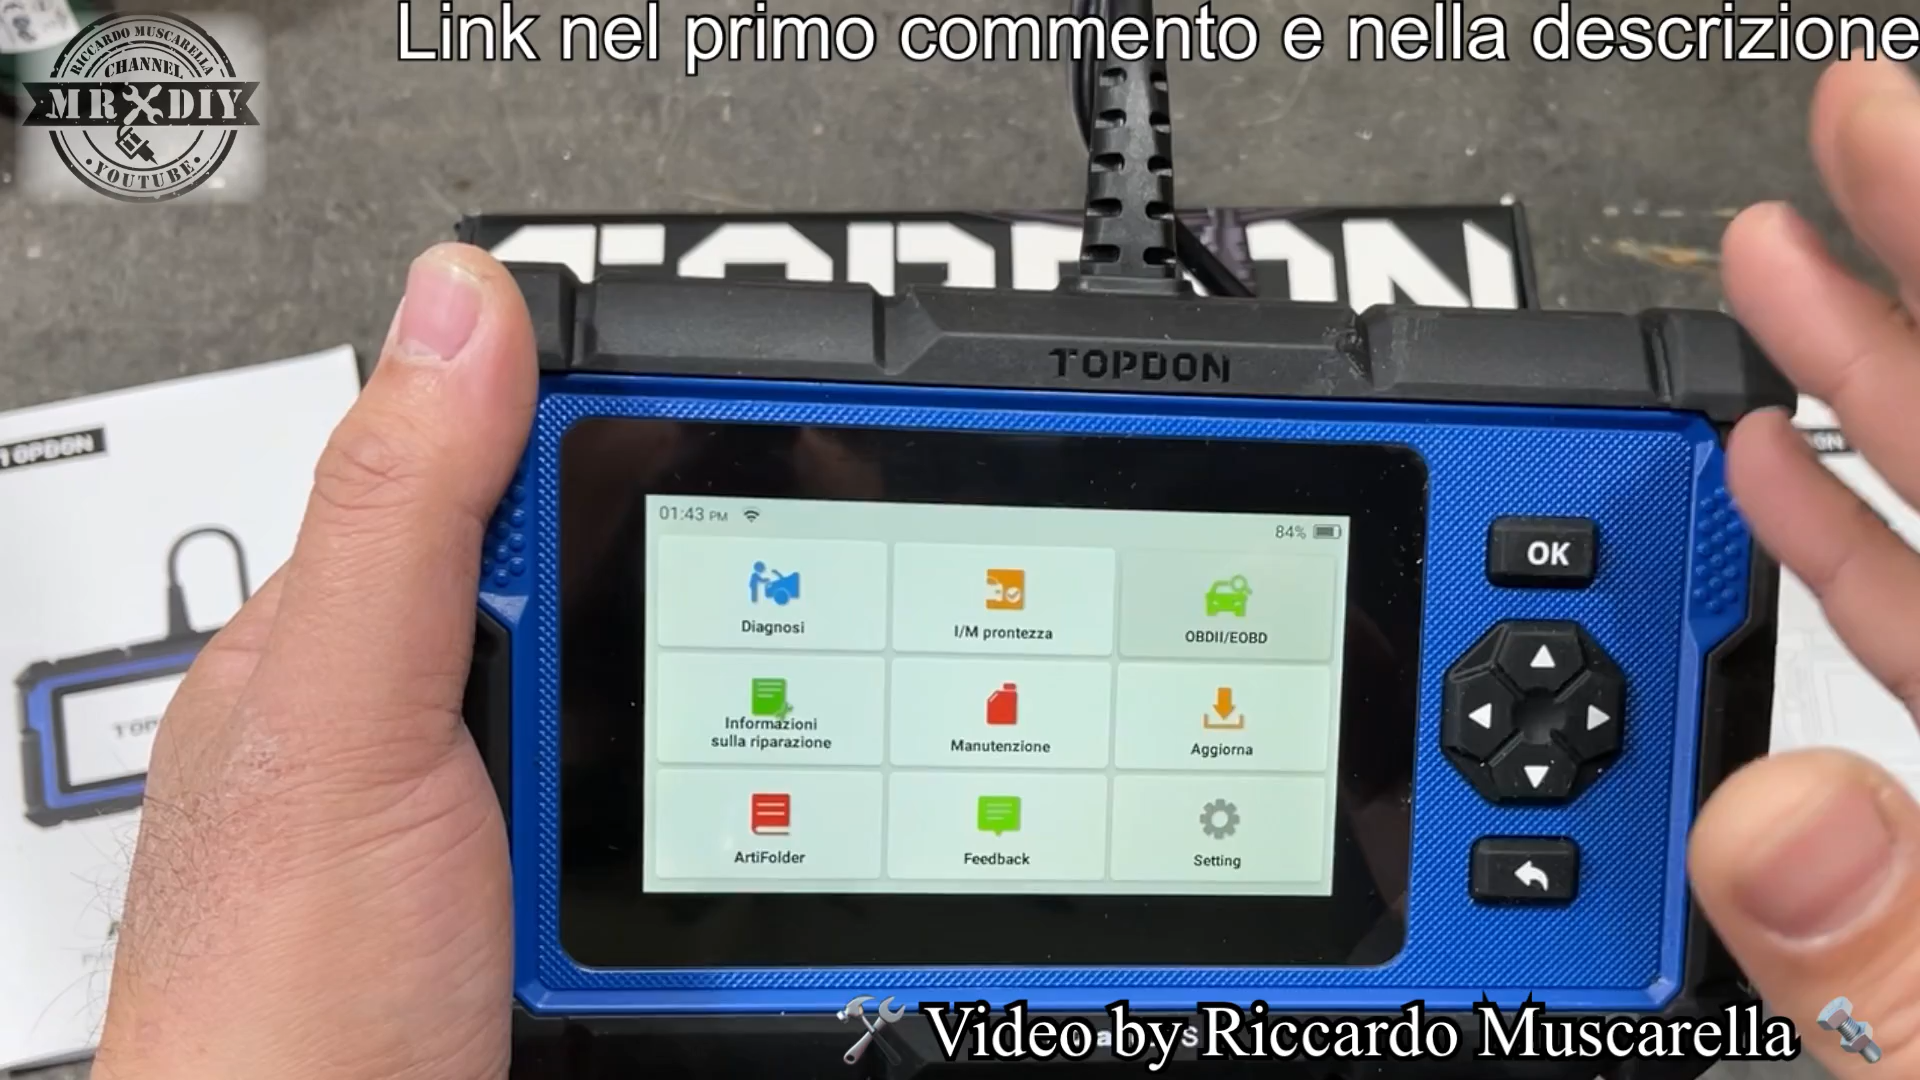 Link nel primo commento e nella descrizione
RICCARDO MUSCARELLA
CHANNEL
MR DIY
YOUTUBE
TOPDON
TOPDON
TOPDON
01:43 PM
84%
Diagnosi
I/M prontezza
OBDII/EOBD
Informazioni
sulla riparazione
Manutenzione
Aggiorna
ArtiFolder
Feedback
Setting
OK
Video by Riccardo Muscarella